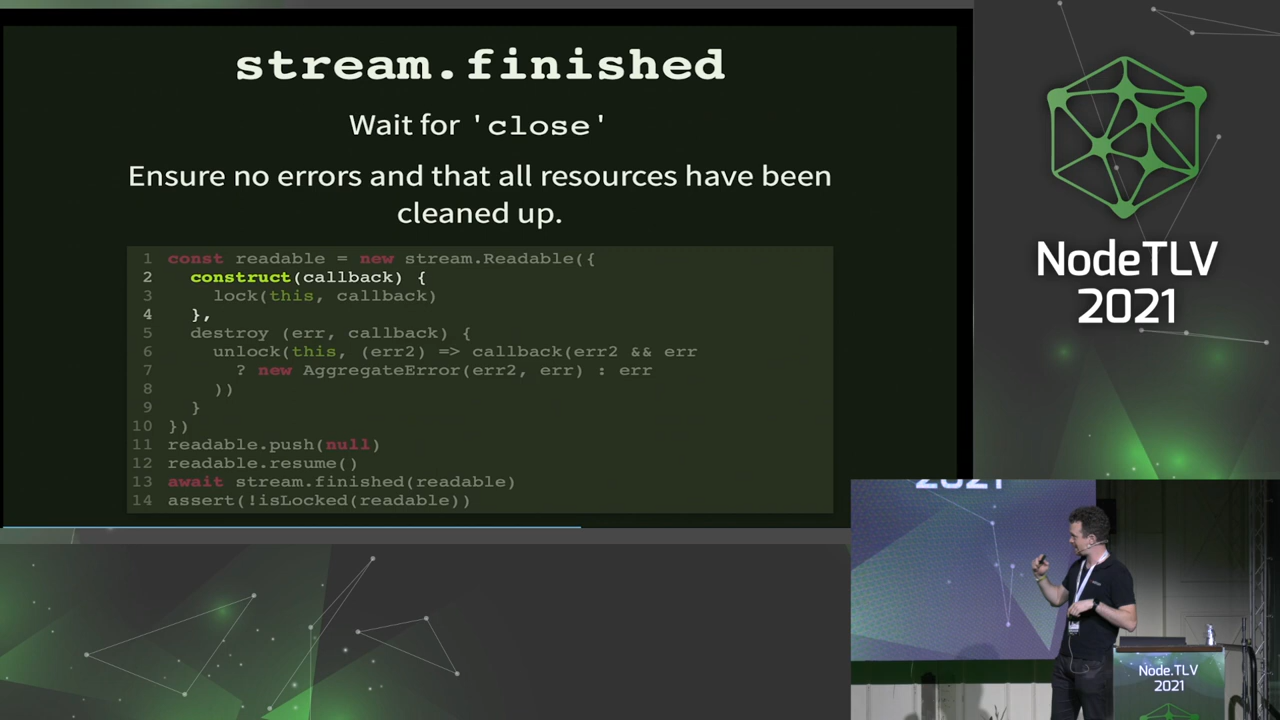 stream.finished
Wait for 'close'
Ensure no errors and that all resources have been
cleaned up.
1 const readable = new stream.Readable({
2   construct(callback) {
3     lock(this, callback)
4   },
5   destroy (err, callback) {
6     unlock(this, (err2) => callback(err2 && err
7       ? new AggregateError(err2, err) : err
8     ))
9   }
10 })
11 readable.push(null)
12 readable.resume()
13 await stream.finished(readable)
14 assert(!isLocked(readable))
NodeTLV
2021
2021
Node.TLV
2021